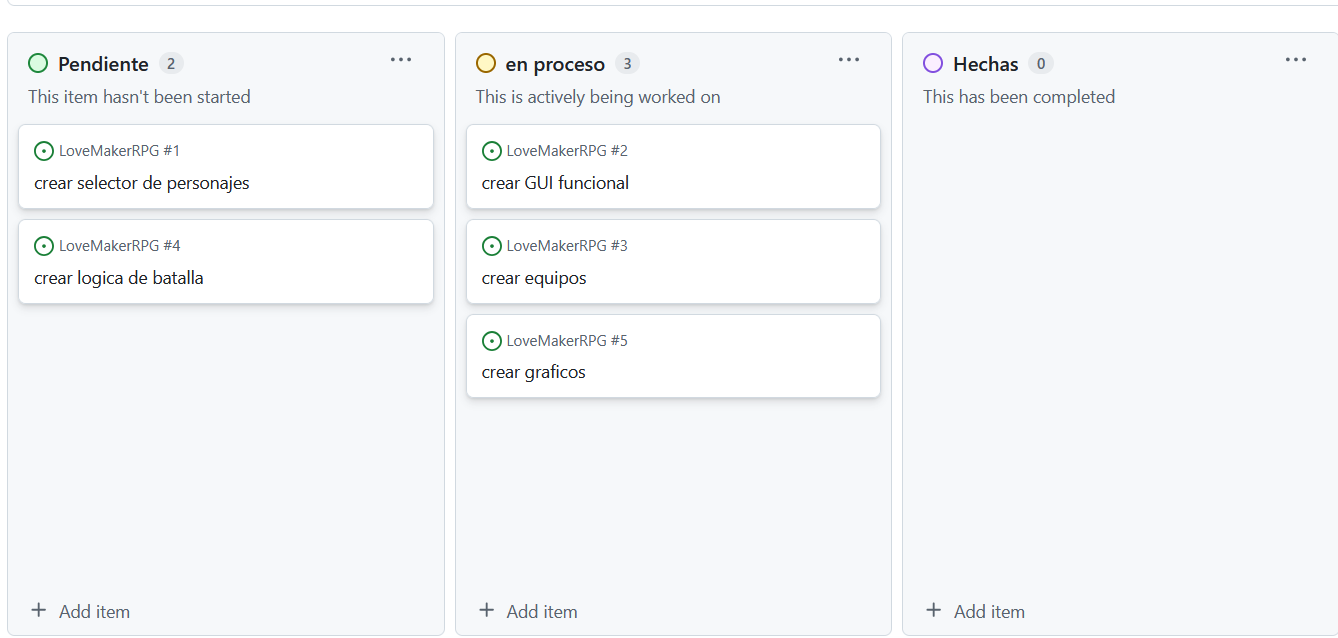 Pendiente 2
This item hasn't been started
LoveMakerRPG #1
crear selector de personajes
LoveMakerRPG #4
crear logica de batalla
+ Add item
en proceso 3
This is actively being worked on
LoveMakerRPG #2
crear GUI funcional
LoveMakerRPG #3
crear equipos
LoveMakerRPG #5
crear graficos
+ Add item
Hechas 0
This has been completed
+ Add item